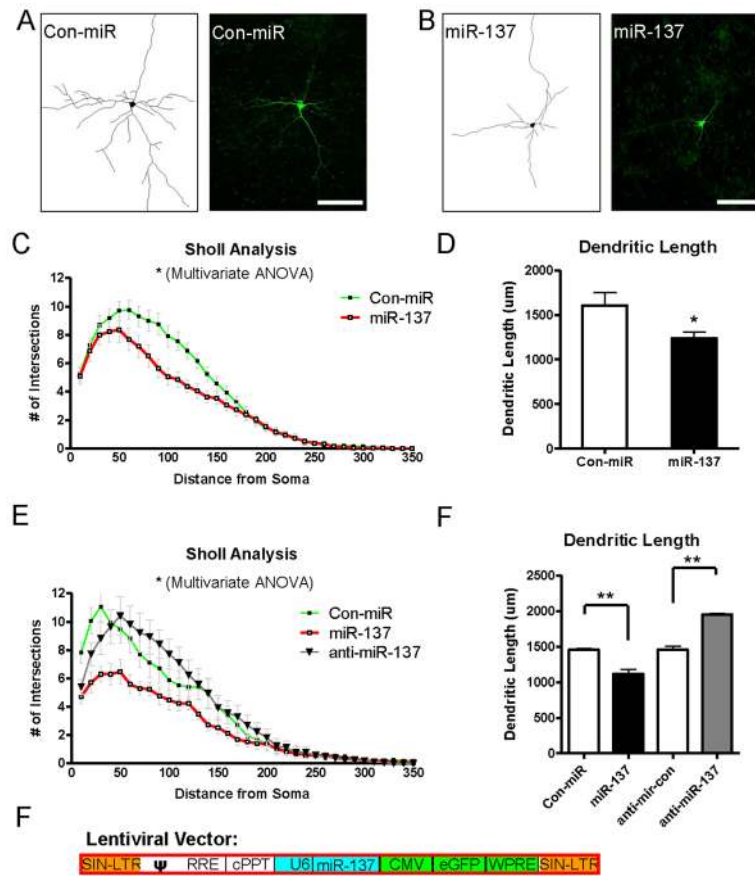 A
Con-miR
Con-miR
B
miR-137
miR-137
C
Sholl Analysis
* (Multivariate ANOVA)
Con-miR
miR-137
# of Intersections
12
10
8
6
4
2
0
0 50 100 150 200 250 300 350
Distance from Soma
D
Dendritic Length
Dendritic Length (um)
2000
1500
1000
500
0
*
Con-miR miR-137
E
Sholl Analysis
* (Multivariate ANOVA)
Con-miR
miR-137
anti-miR-137
# of Intersections
12
10
8
6
4
2
0
0 50 100 150 200 250 300 350
Distance from Soma
F
Dendritic Length
Dendritic Length (um)
2500
2000
1500
1000
500
0
**
**
Con-miR miR-137 anti-mir-con anti-miR-137
F
Lentiviral Vector:
SIN-LTR Ψ RRE cPPT U6 miR-137 CMV eGFP WPRE SIN-LTR